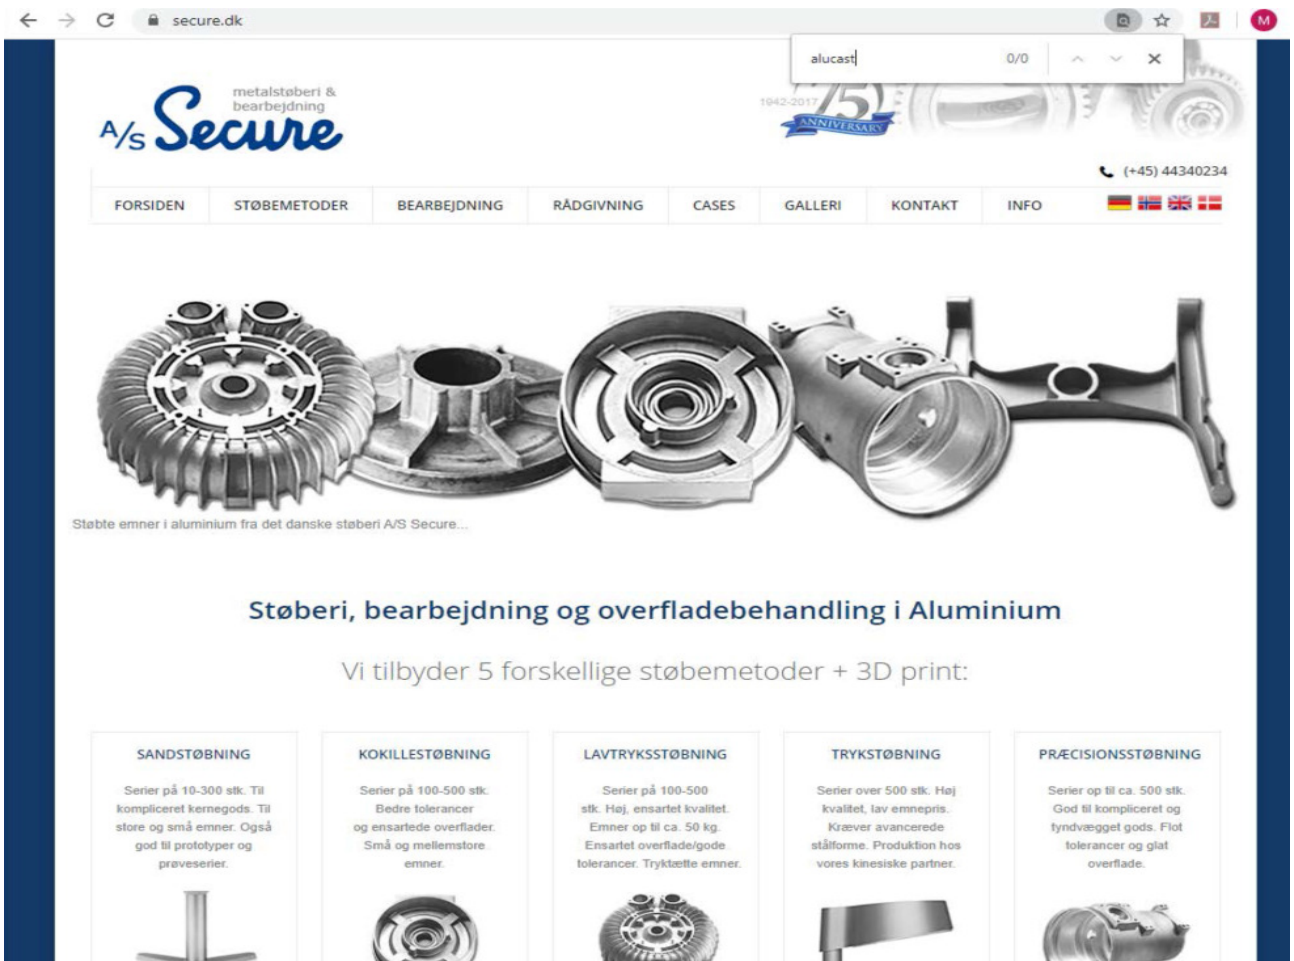 secure.dk
M
alucast 0/0
metalstøberi &
bearbejdning
A/S Secure
1942-2017
75
ANNIVERSARY
(+45) 44340234
FORSIDEN STØBEMETODER BEARBEJDNING RÅDGIVNING CASES GALLERI KONTAKT INFO
Støbte emner i aluminium fra det danske støberi A/S Secure...
Støberi, bearbejdning og overfladebehandling i Aluminium
Vi tilbyder 5 forskellige støbemetoder + 3D print:
SANDSTØBNING
Serier på 10-300 stk. Til
kompliceret kernegods. Til
store og små emner. Også
god til prototyper og
prøveserier.
KOKILLESTØBNING
Serier på 100-500 stk.
Bedre tolerancer
og ensartede overflader.
Små og mellemstore
emner.
LAVTRYKSSTØBNING
Serier på 100-500
stk. Høj, ensartet kvalitet.
Emner op til ca. 50 kg.
Ensartet overflade/gode
tolerancer. Tryktætte emner.
TRYKSTØBNING
Serier over 500 stk. Høj
kvalitet, lav emnepris.
Kræver avancerede
stålforme. Produktion hos
vores kinesiske partner.
PRÆCISIONSSTØBNING
Serier op til ca. 500 stk.
God til kompliceret og
tyndvægget gods. Flot
tolerancer og glat
overflade.